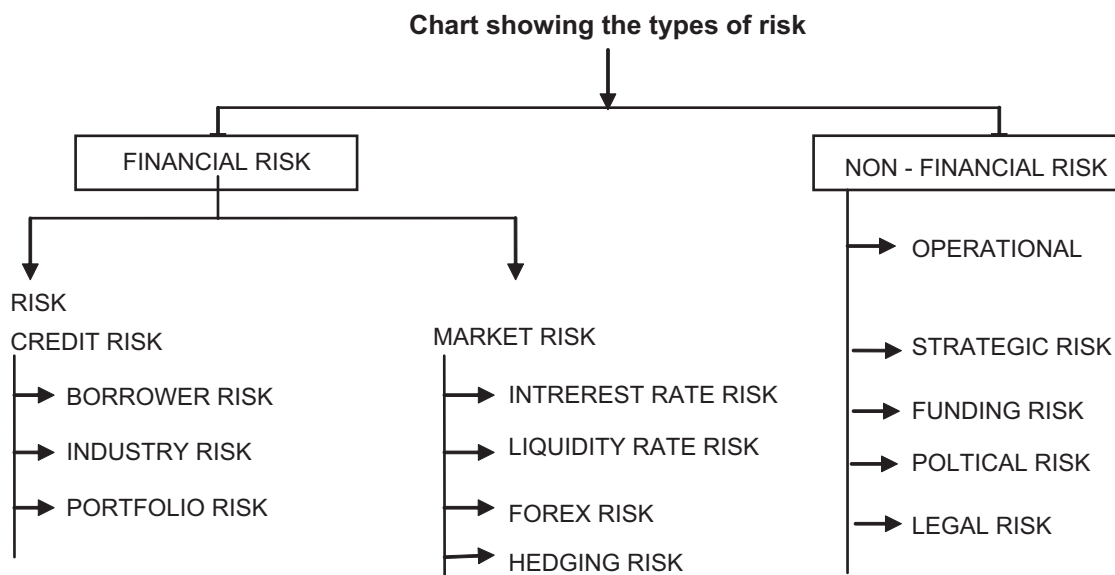 Chart showing the types of risk
FINANCIAL RISK
NON - FINANCIAL RISK
RISK
CREDIT RISK
BORROWER RISK
INDUSTRY RISK
PORTFOLIO RISK
MARKET RISK
INTREREST RATE RISK
LIQUIDITY RATE RISK
FOREX RISK
HEDGING RISK
OPERATIONAL
STRATEGIC RISK
FUNDING RISK
POLTICAL RISK
LEGAL RISK